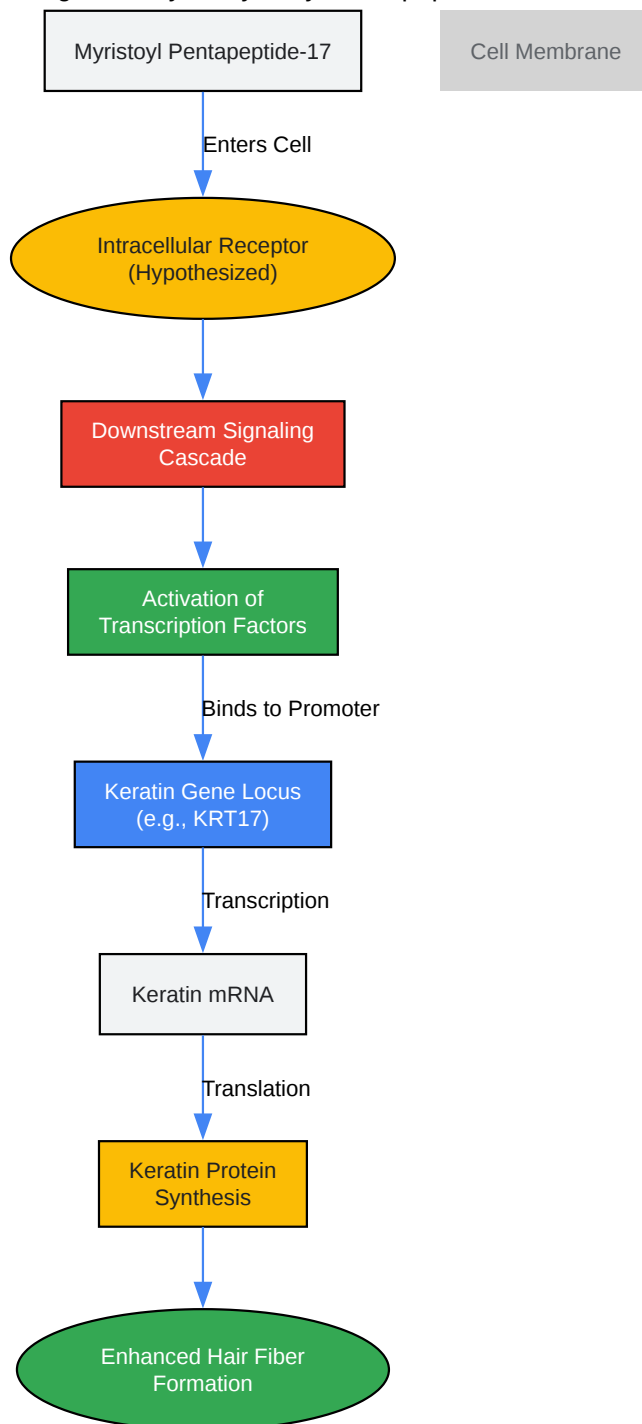 Myristoyl Pentapeptide-17
Cell Membrane
Enters Cell
Intracellular Receptor
(Hypothesized)
Downstream Signaling
Cascade
Activation of
Transcription Factors
Binds to Promoter
Keratin Gene Locus
(e.g., KRT17)
Transcription
Keratin mRNA
Translation
Keratin Protein
Synthesis
Enhanced Hair Fiber
Formation